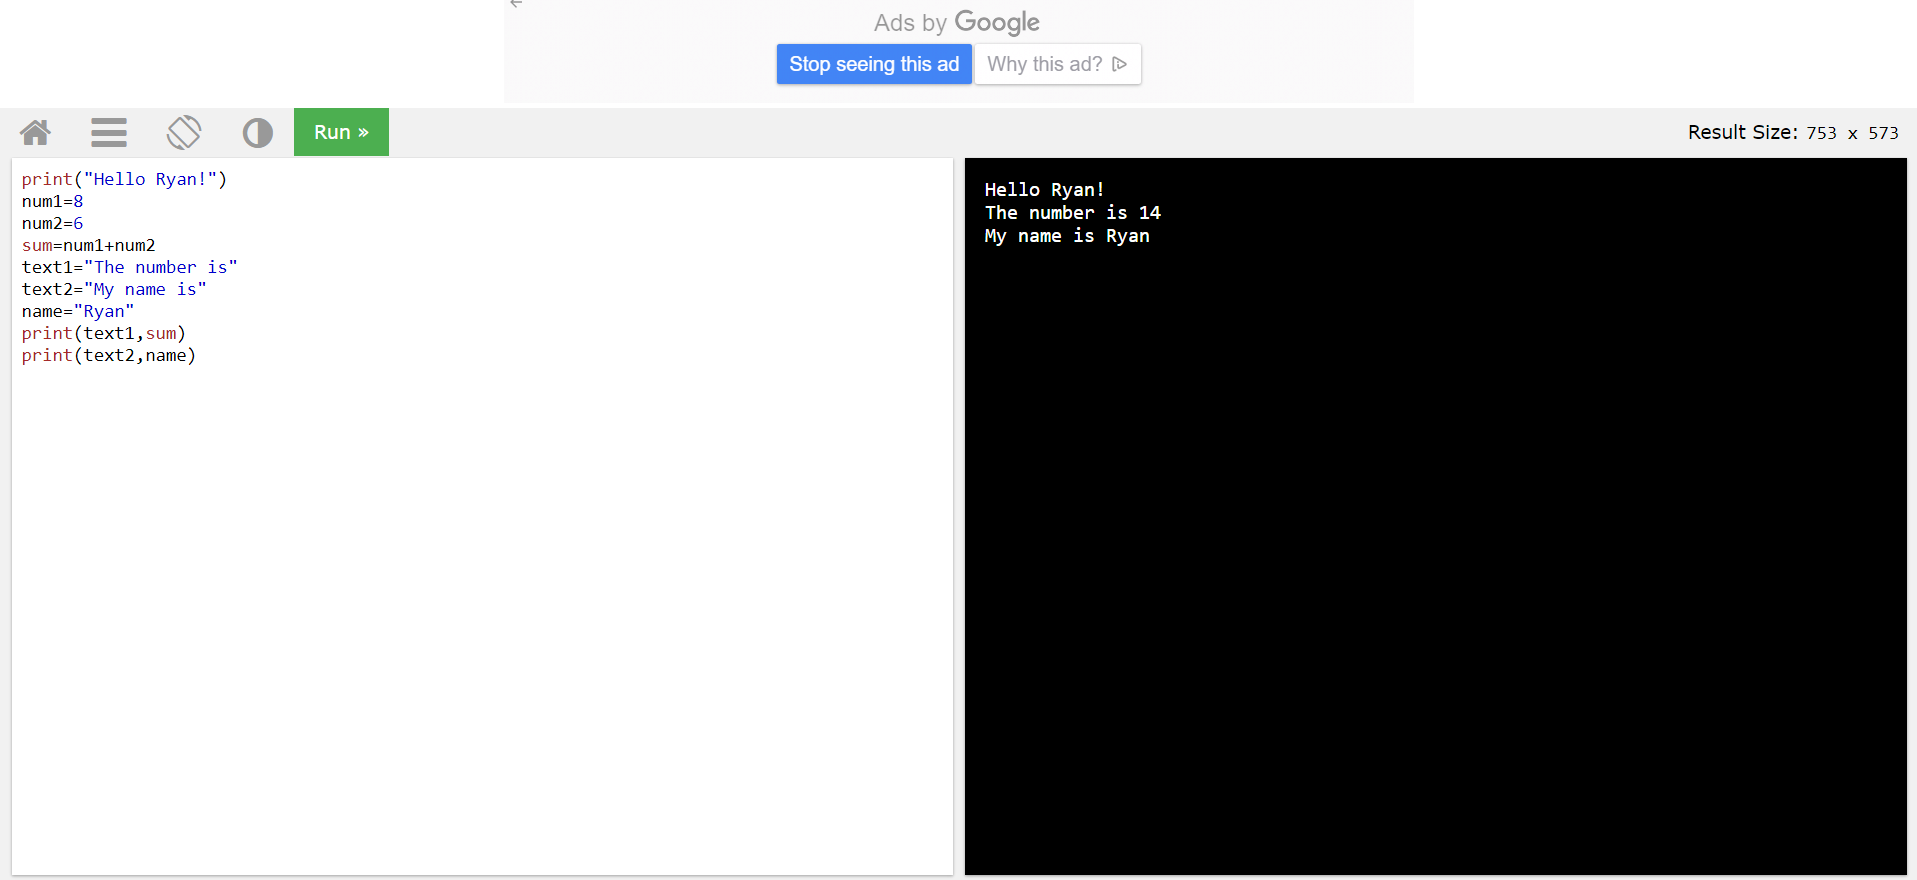 Ads by Google
Stop seeing this ad
Why this ad?
Run »
Result Size: 753 x 573
print("Hello Ryan!")
num1=8
num2=6
sum=num1+num2
text1="The number is"
text2="My name is"
name="Ryan"
print(text1,sum)
print(text2,name)
Hello Ryan!
The number is 14
My name is Ryan